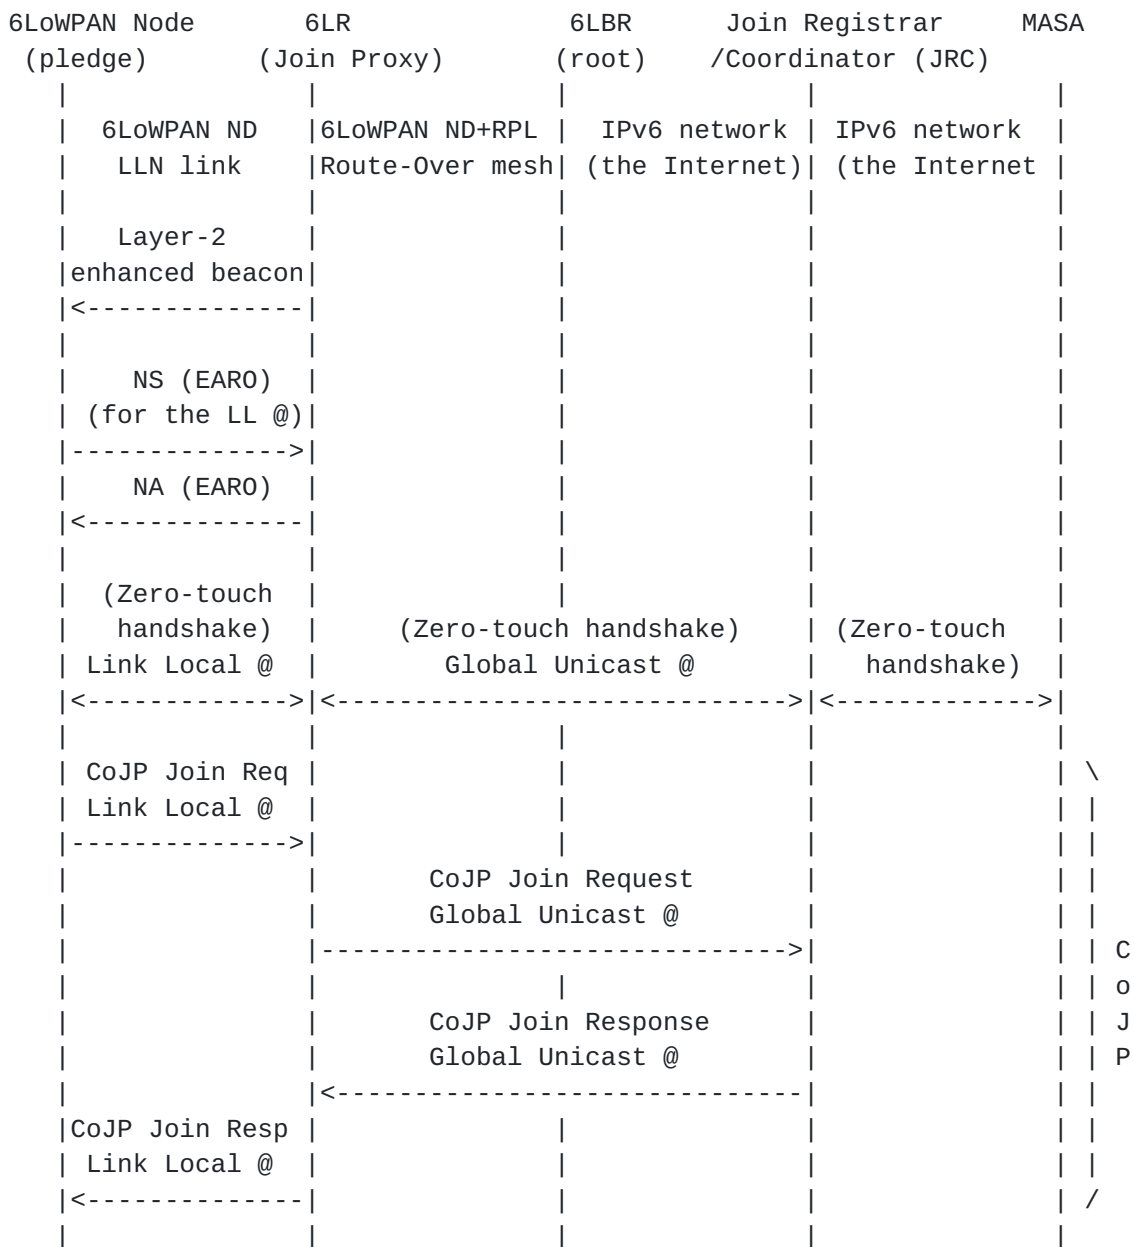 6LoWPAN Node       6LR              6LBR      Join Registrar     MASA
 (pledge)       (Join Proxy)       (root)    /Coordinator (JRC)
   |               |               |               |               |
   |  6LoWPAN ND   |6LoWPAN ND+RPL |  IPv6 network | IPv6 network  |
   |   LLN link    |Route-Over mesh| (the Internet)| (the Internet |
   |               |               |               |               |
   |   Layer-2     |               |               |               |
   |enhanced beacon|               |               |               |
   |<--------------|               |               |               |
   |               |               |               |               |
   |    NS (EARO)  |               |               |               |
   | (for the LL @)|               |               |               |
   |-------------->|               |               |               |
   |    NA (EARO)  |               |               |               |
   |<--------------|               |               |               |
   |               |               |               |               |
   |  (Zero-touch  |               |               |               |
   |   handshake)  |     (Zero-touch handshake)    | (Zero-touch   |
   | Link Local @  |        Global Unicast @       |   handshake)  |
   |<------------->|<----------------------------->|<------------->|
   |               |               |               |               |
   | CoJP Join Req |               |               |               | \
   | Link Local @  |               |               |               | |
   |-------------->|               |               |               | |
   |               |       CoJP Join Request       |               | |
   |               |       Global Unicast @        |               | |
   |               |------------------------------>|               | | C
   |               |               |               |               | | o
   |               |       CoJP Join Response      |               | | J
   |               |       Global Unicast @        |               | | P
   |               |<------------------------------|               | |
   |CoJP Join Resp |               |               |               | |
   | Link Local @  |               |               |               | |
   |<--------------|               |               |               | /
   |               |               |               |               |